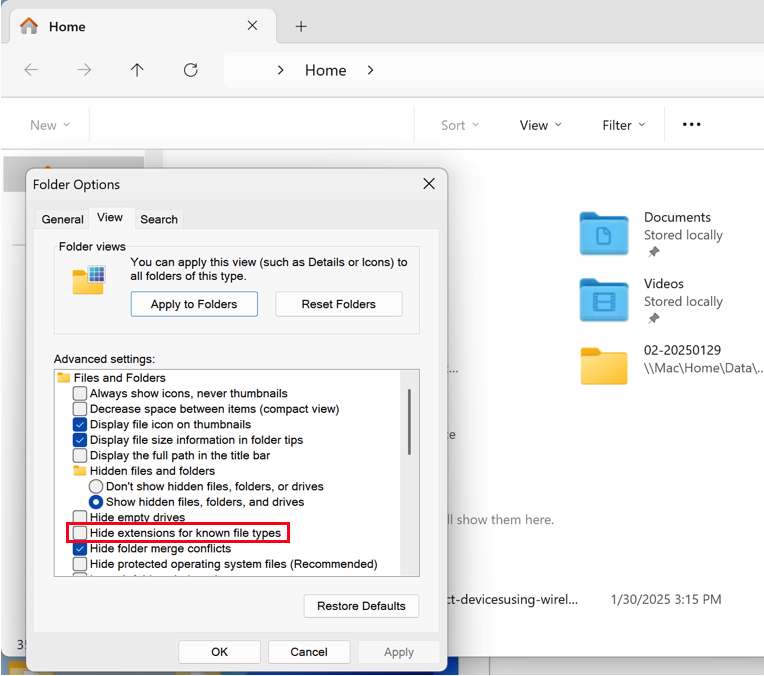 Home
Home
New
Sort
View
Filter
Folder Options
General
View
Search
Folder views
You can apply this view (such as Details or Icons) to
all folders of this type.
Apply to Folders
Reset Folders
Advanced settings:
Files and Folders
Always show icons, never thumbnails
Decrease space between items (compact view)
Display file icon on thumbnails
Display file size information in folder tips
Display the full path in the title bar
Hidden files and folders
Don't show hidden files, folders, or drives
Show hidden files, folders, and drives
Hide empty drives
Hide extensions for known file types
Hide folder merge conflicts
Hide protected operating system files (Recommended)
Restore Defaults
OK
Cancel
Apply
Documents
Stored locally
Videos
Stored locally
02-20250129
\\Mac\Home\Data\...
show them here.
ct-devicesusing-wirel...
1/30/2025 3:15 PM